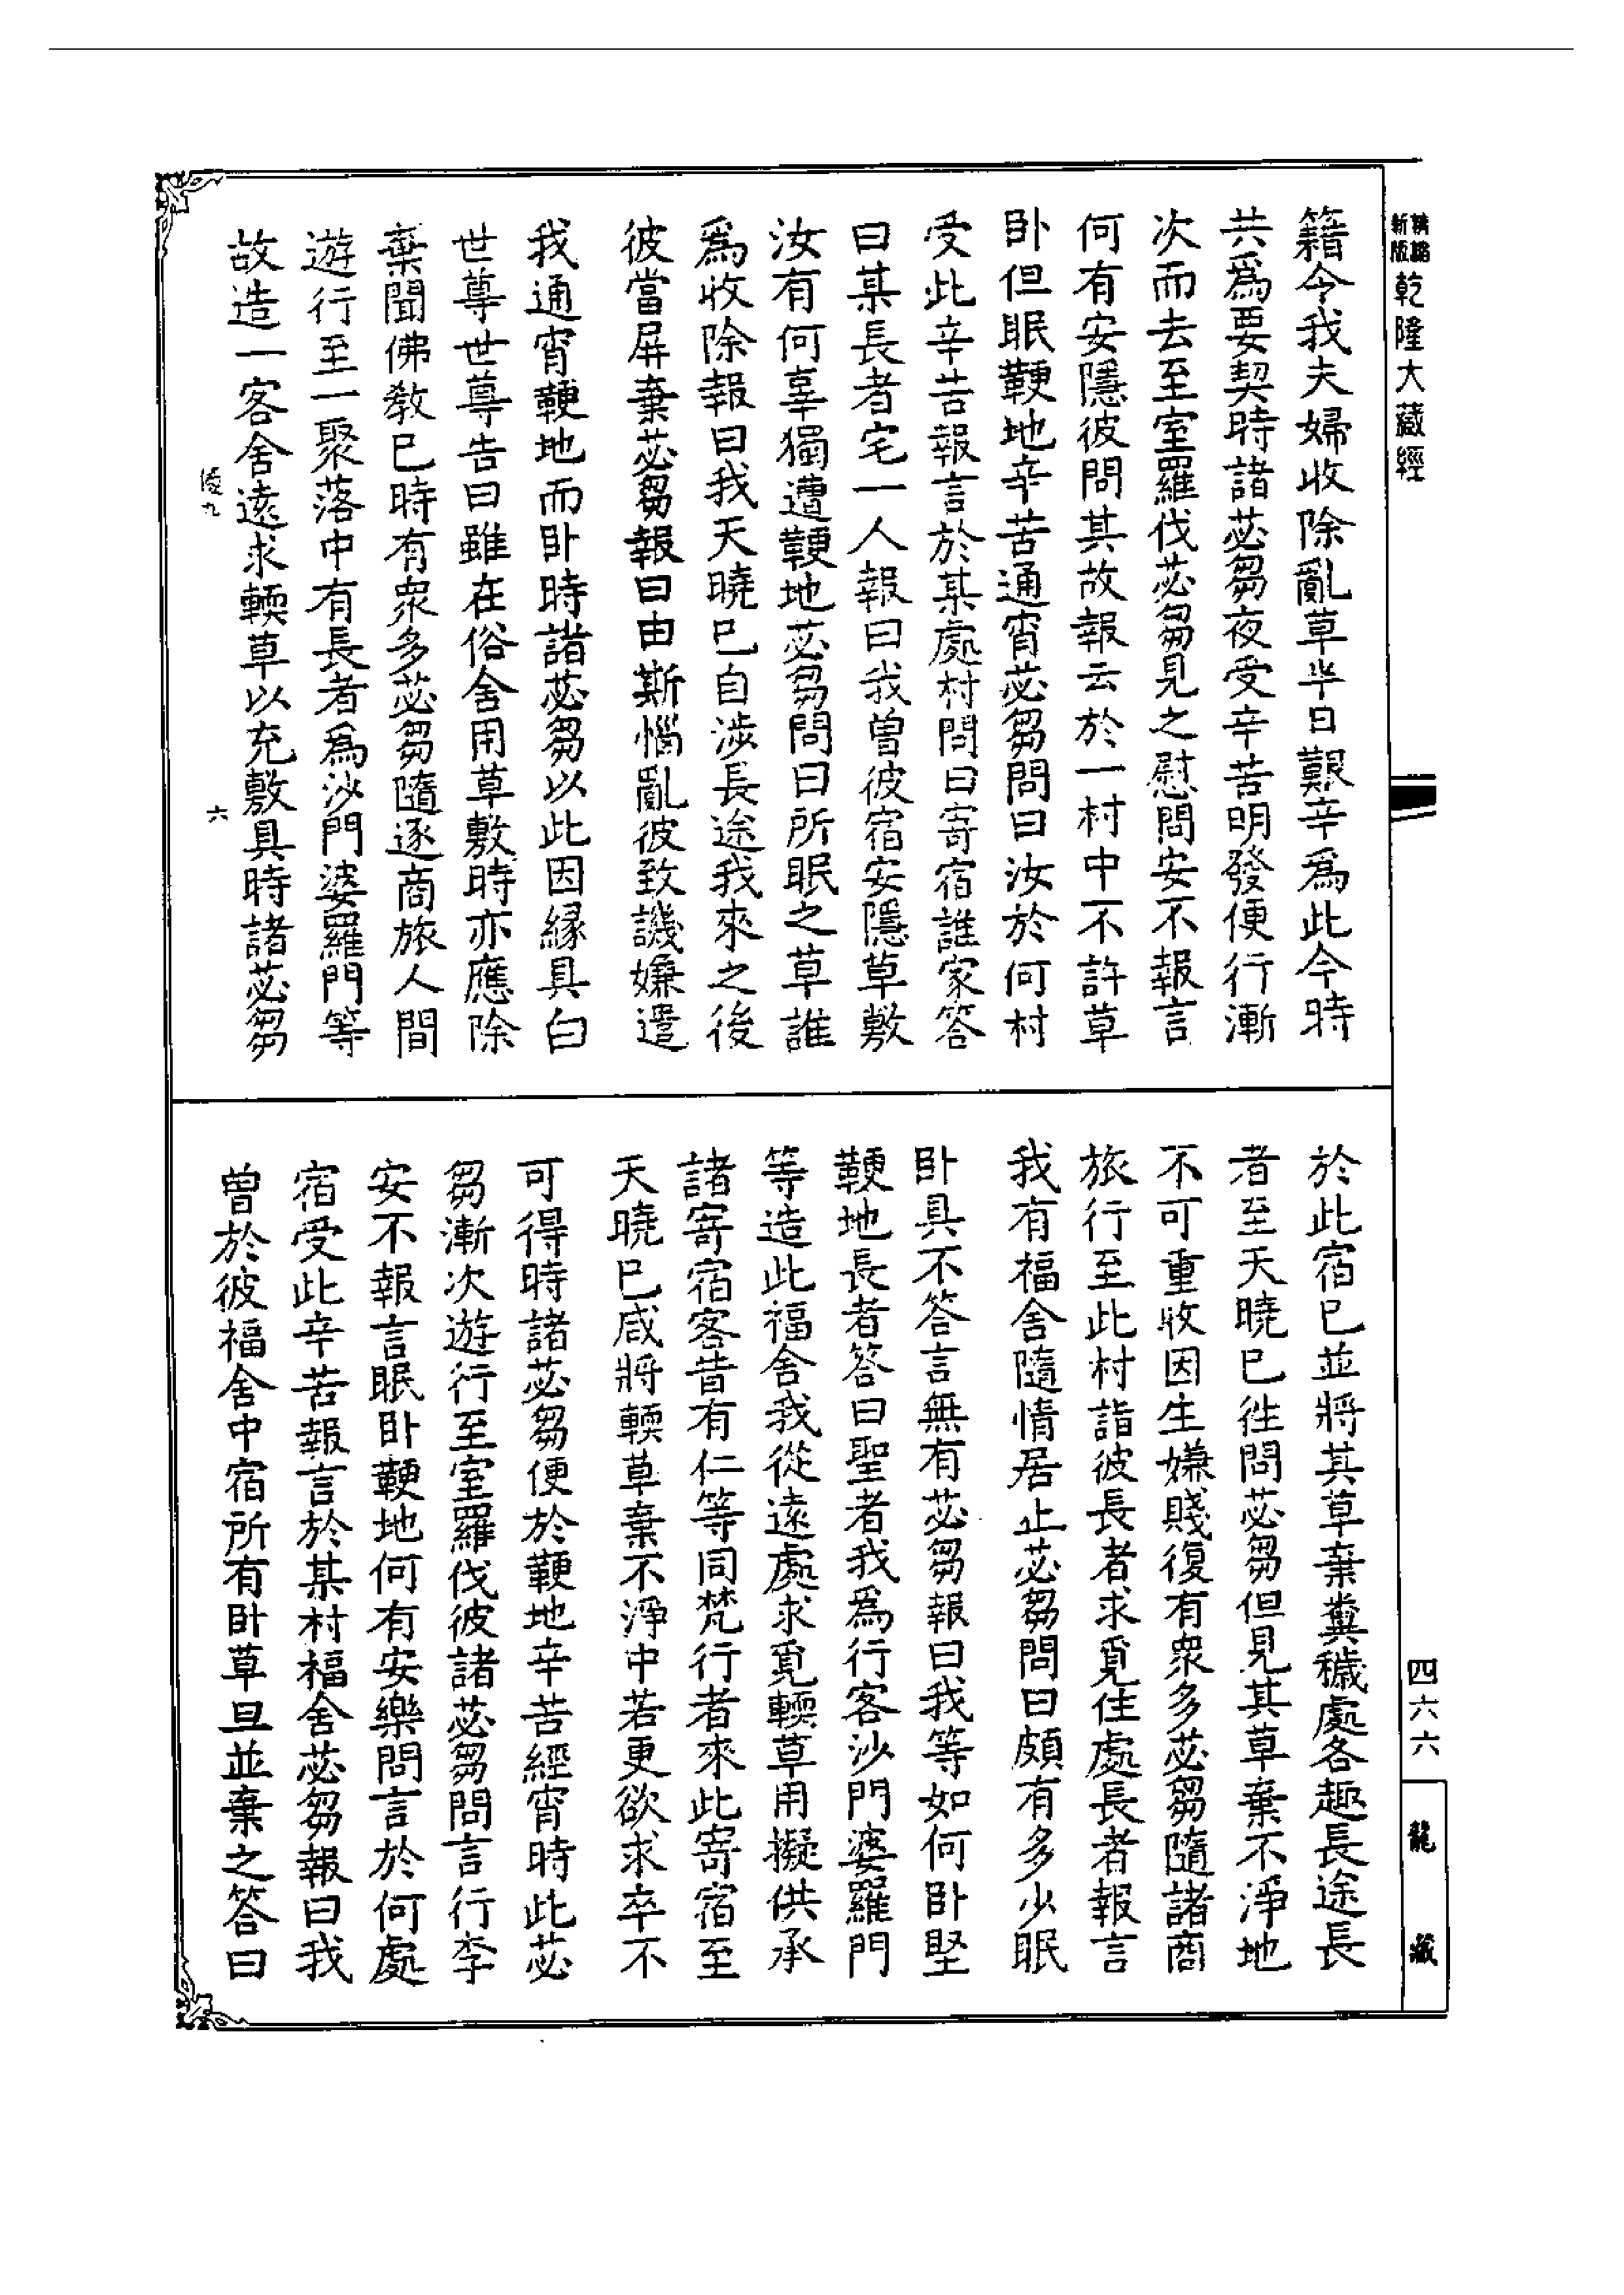 新版
乾隆大藏經
籍令我夫婦收除亂草半日艱辛爲此今時
共爲要契時諸苾芻夜受辛苦明發便行漸
次而去至室羅伐苾芻見之慰問安不報言
何有安隱彼問其故報云於一村中不許草
卧但眠鞕地辛苦通宵苾芻問曰汝於何村
受此辛苦報言於某處村問曰寄宿誰家答
曰某長者宅一人報曰我曾彼宿安隱草敷
汝有何辜獨遭鞕地苾芻問曰所眠之草誰
爲收除報曰我天曉已自涉長途我來之後
彼當屏棄苾芻報曰由斯惱亂彼致譏嫌遣
我通宵鞕地而卧時諸苾芻以此因緣具白
世尊世尊告曰雖在俗舍用草敷時亦應除
棄聞佛教已時有衆多苾芻隨逐商旅人間
遊行至一聚落中有長者爲沙門婆羅門等
故造一客舍遠求輭草以充敷具時諸苾芻
六
於此宿已並將其草棄糞穢處各趣長途長
者至天曉已徃問苾芻但見其草棄不淨地
不可重收因生嫌賤復有衆多苾芻隨諸商
旅行至此村詣彼長者求覓住處長者報言
我有福舍隨情居止苾芻問曰頗有多少眠
卧具不答言無有苾芻報曰我等如何卧堅
鞕地長者答曰聖者我爲行客沙門婆羅門
等造此福舍我從遠處求覓輭草用擬供承
諸寄宿客昔有仁等同梵行者來此寄宿至
天曉已咸將輭草棄不淨中若更欲求卒不
可得時諸苾芻便於鞕地辛苦經宵時此苾
芻漸次遊行至室羅伐彼諸苾芻問言行李
安不報言眠卧鞕地何有安樂問言於何處
宿受此辛苦報言於某村福舍苾芻報曰我
曾於彼福舍中宿所有卧草旦並棄之答曰
四六六
龍藏